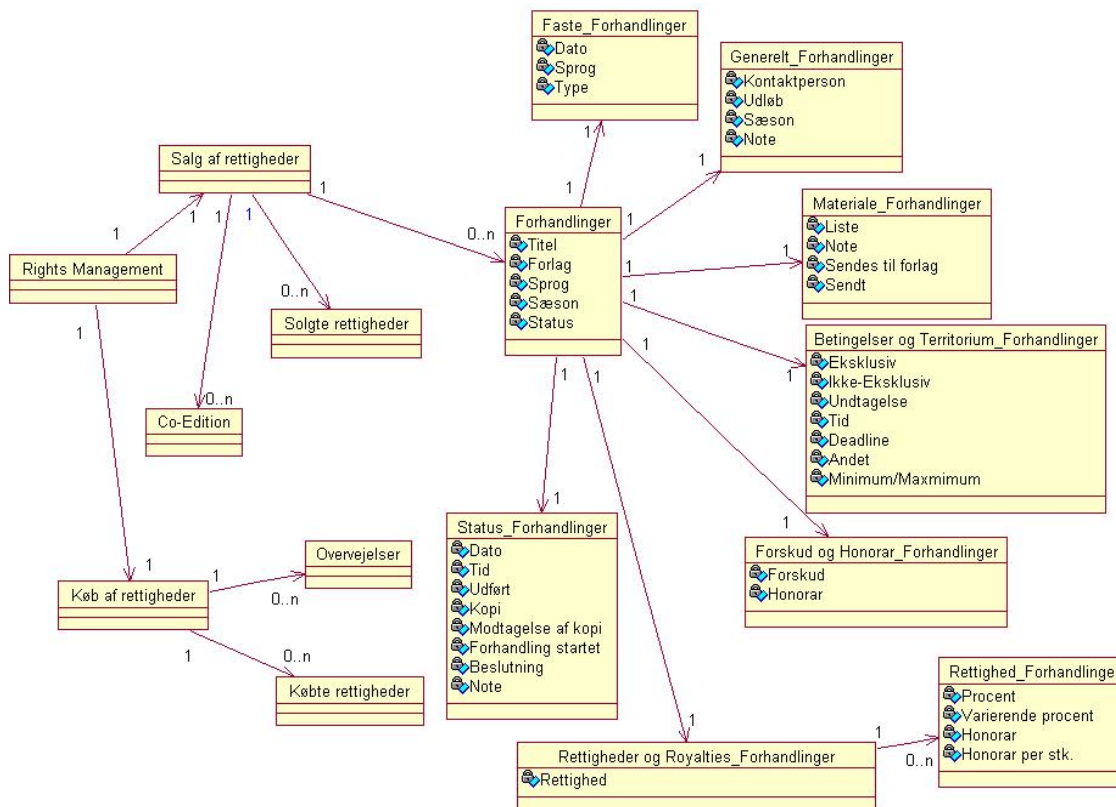 Faste_Forhandlinger
Dato
Sprog
Type
1
1
Generelt_Forhandlinger
Kontaktperson
Udløb
Sæson
Note
1
1
Salg af rettigheder
1
1
1
1
1
Rights Management
1
0..n
Forhandlinger
Titel
Forlag
Sprog
Sæson
Status
1
1
1
1
1
1
Materiale_Forhandlinger
Liste
Note
Sendes til forlag
Sendt
0..n
Solgte rettigheder
0..n
Co-Edition
1
Betingelser og Territorium_Forhandlinger
Eksklusiv
Ikke-Eksklusiv
Undtagelse
Tid
Deadline
Andet
Minimum/Maxmimum
1
Status_Forhandlinger
Dato
Tid
Udført
Kopi
Modtagelse af kopi
Forhandling startet
Beslutning
Note
1
Forskud og Honorar_Forhandlinger
Forskud
Honorar
1
Køb af rettigheder
1
0..n
Overvejelser
1
0..n
Købte rettigheder
1
Rettigheder og Royalties_Forhandlinger
Rettighed
1
0..n
Rettighed_Forhandlinge
Procent
Varierende procent
Honorar
Honorar per stk.